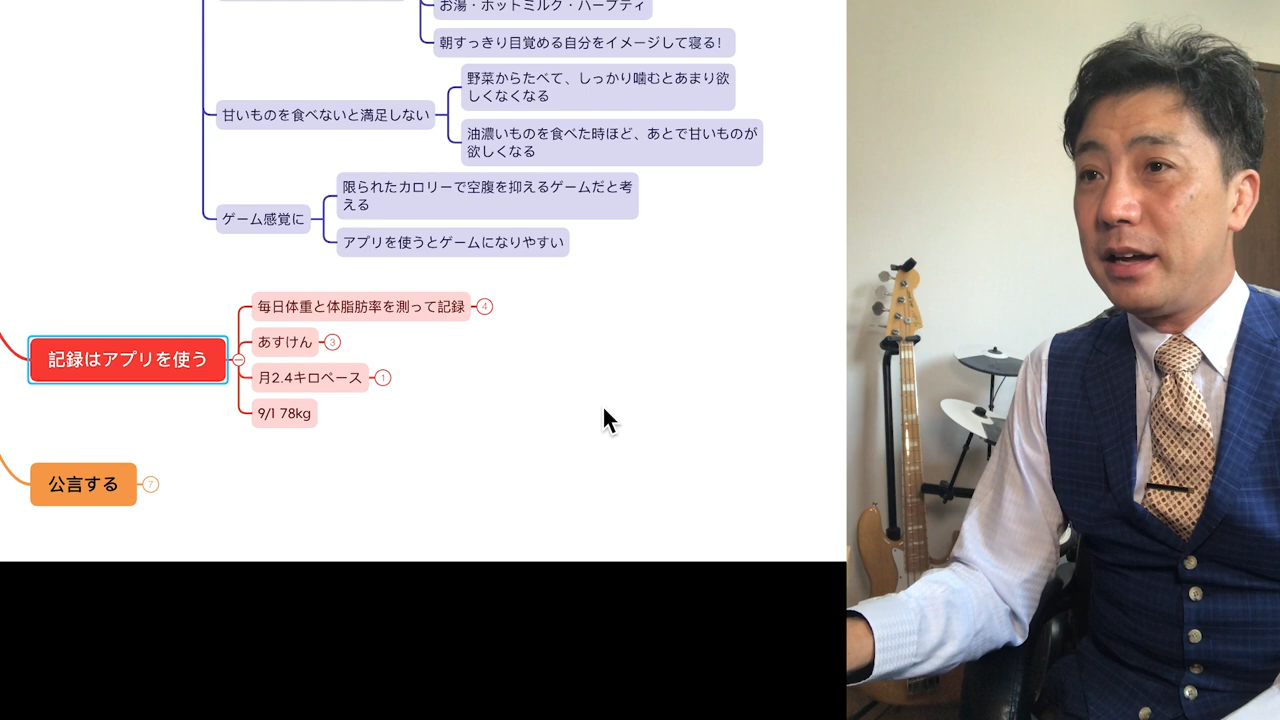 お湯・ホットミルク・ハーブティ
朝すっきり目覚める自分をイメージして寝る！
野菜からたべて、しっかり噛むとあまり欲
しくなくなる
甘いものを食べないと満足しない
油濃いものを食べた時ほど、あとで甘いものが
欲しくなる
限られたカロリーで空腹を抑えるゲームだと考
える
ゲーム感覚に
アプリを使うとゲームになりやすい
毎日体重と体脂肪率を測って記録 4
あすけん 3
記録はアプリを使う
月2.4キロベース 1
9/1 78kg
公言する 7